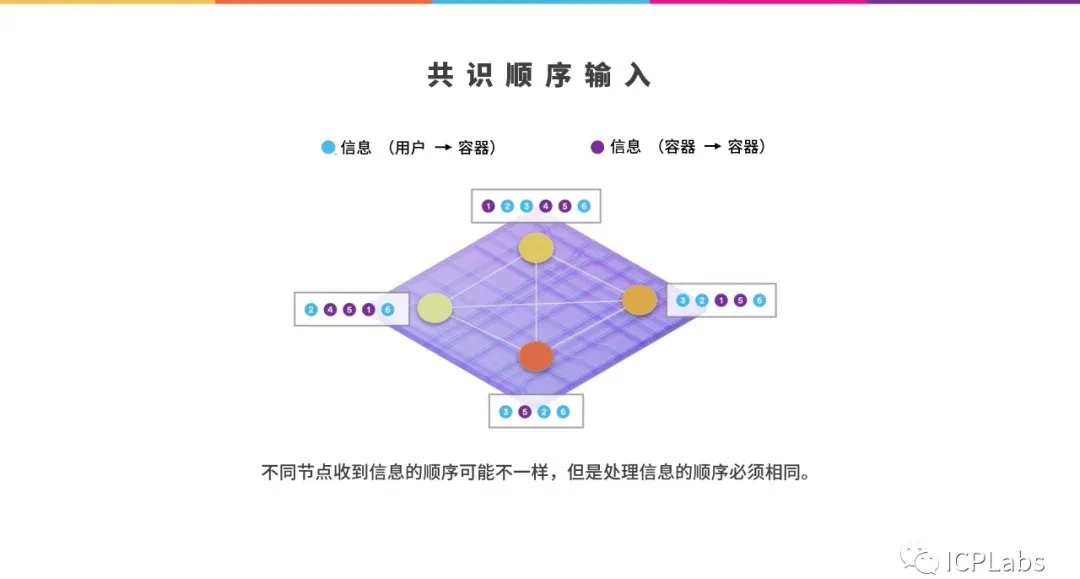 共识顺序输入
信息 （用户 → 容器）
信息 （容器 → 容器）
1 2 3 4 5 6
2 4 5 1 6
3 2 1 5 6
3 5 2 6
不同节点收到信息的顺序可能不一样，但是处理信息的顺序必须相同。
ICPLabs